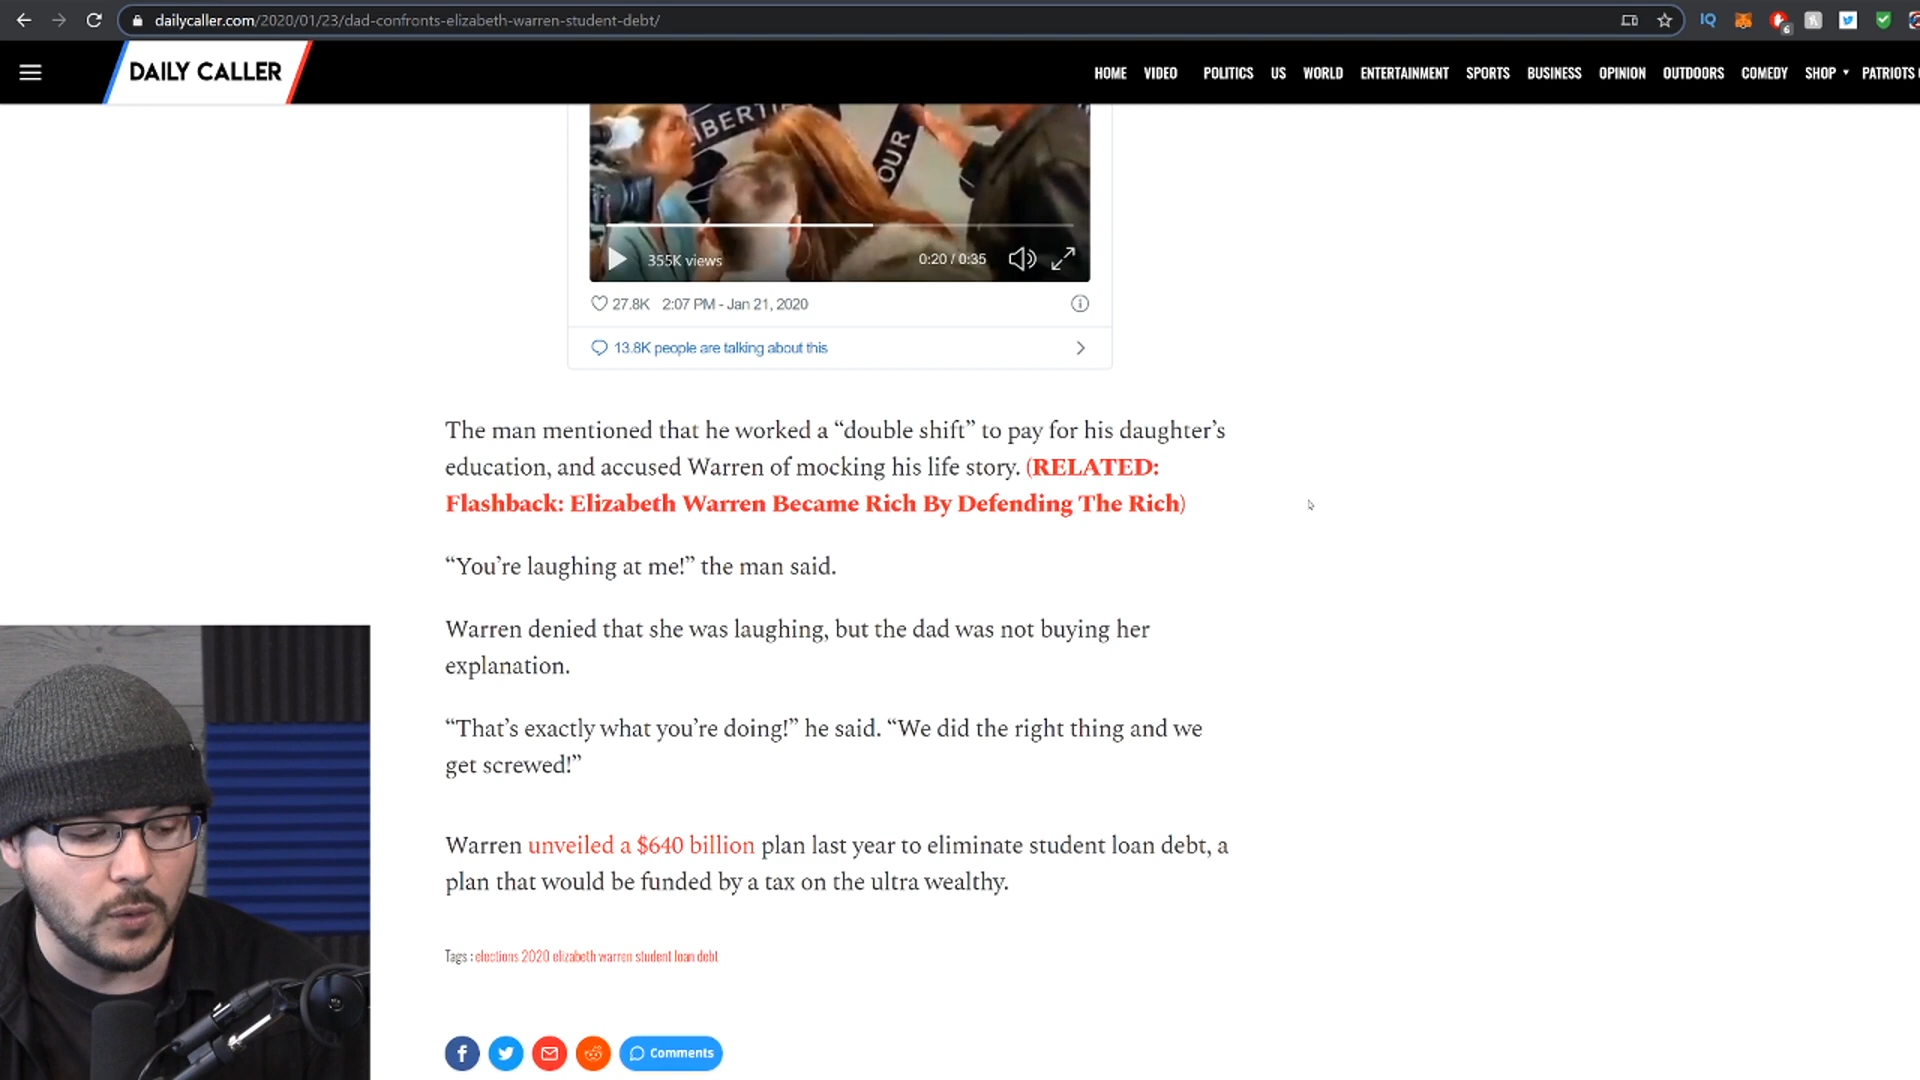 dailycaller.com/2020/01/23/dad-confronts-elizabeth-warren-student-debt/
IQ
6
DAILY CALLER
HOME VIDEO POLITICS US WORLD ENTERTAINMENT SPORTS BUSINESS OPINION OUTDOORS COMEDY SHOP PATRIOTS
IBERTI
OUR
355K views
0:20 / 0:35
27.8K 2:07 PM - Jan 21, 2020
13.8K people are talking about this
The man mentioned that he worked a “double shift” to pay for his daughter’s
education, and accused Warren of mocking his life story. (RELATED:
Flashback: Elizabeth Warren Became Rich By Defending The Rich)
“You’re laughing at me!” the man said.
Warren denied that she was laughing, but the dad was not buying her
explanation.
“That’s exactly what you’re doing!” he said. “We did the right thing and we
get screwed!”
Warren unveiled a $640 billion plan last year to eliminate student loan debt, a
plan that would be funded by a tax on the ultra wealthy.
Tags : elections 2020 elizabeth warren student loan debt
Comments